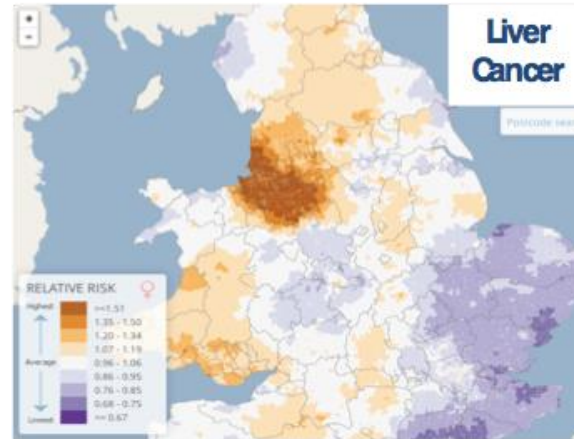 +
-
Liver
Cancer
Postcode sear
RELATIVE RISK ♀
Highest
Average
Lowest
>=1.51
1.35 - 1.50
1.20 - 1.34
1.07 - 1.19
0.96 - 1.06
0.86 - 0.95
0.76 - 0.85
0.68 - 0.75
<= 0.67